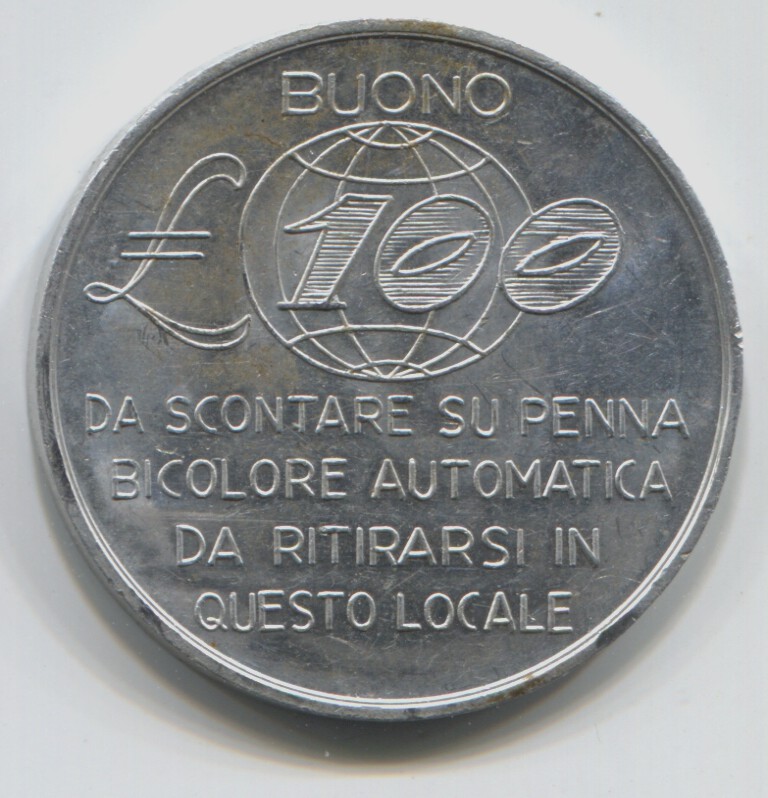 BUONO
£100
DA SCONTARE SU PENNA
BICOLORE AUTOMATICA
DA RITIRARSI IN
QUESTO LOCALE